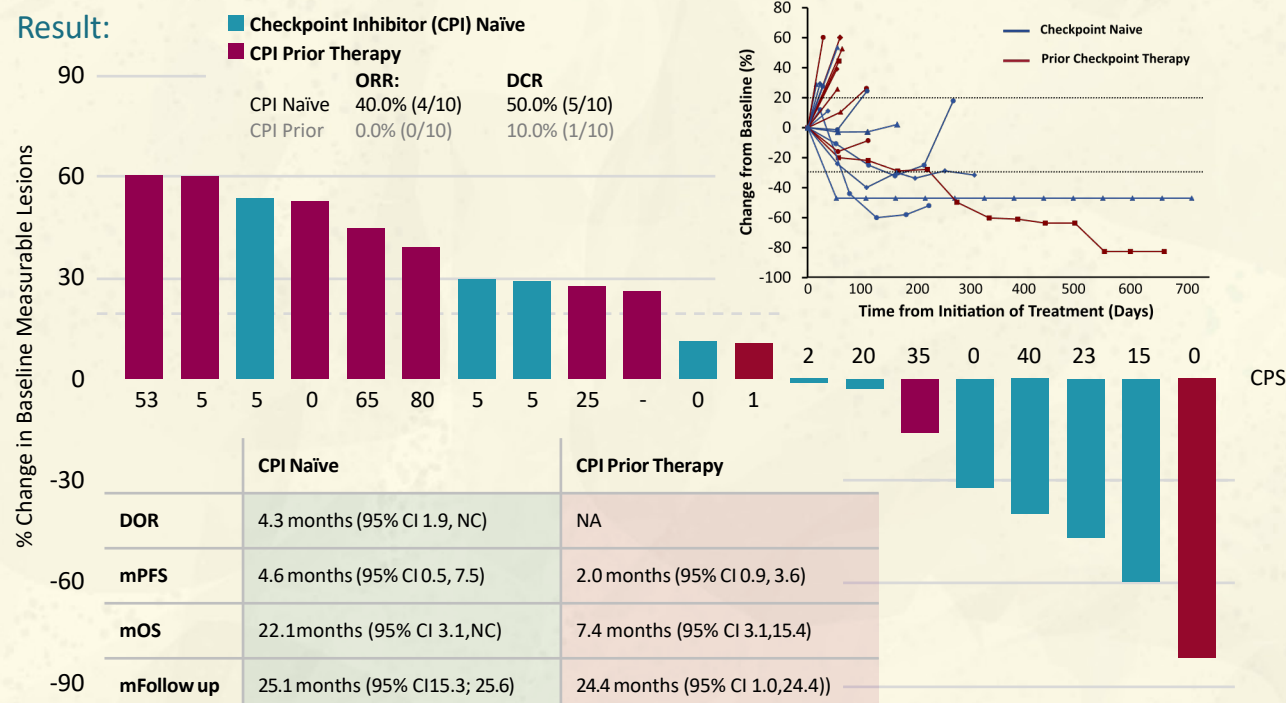 Result:
Checkpoint Inhibitor (CPI) Naïve
CPI Prior Therapy
ORR: DCR
CPI Naïve 40.0% (4/10) 50.0% (5/10)
CPI Prior 0.0% (0/10) 10.0% (1/10)
% Change in Baseline Measurable Lesions
90
60
30
0
-30
-60
-90
53 5 5 0 65 80 5 5 25 - 0 1
2 20 35 0 40 23 15 0
CPS
Change from Baseline (%)
80
60
40
20
0
-20
-40
-60
-80
-100
0 100 200 300 400 500 600 700
Time from Initiation of Treatment (Days)
Checkpoint Naive
Prior Checkpoint Therapy
CPI Naïve CPI Prior Therapy
DOR 4.3 months (95% CI 1.9, NC) NA
mPFS 4.6 months (95% CI 0.5, 7.5) 2.0 months (95% CI 0.9, 3.6)
mOS 22.1months (95% CI 3.1,NC) 7.4 months (95% CI 3.1,15.4)
mFollow up 25.1 months (95% CI15.3; 25.6) 24.4 months (95% CI 1.0,24.4))